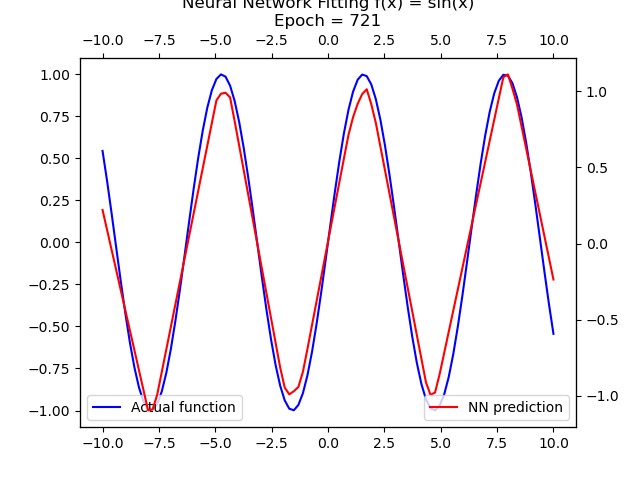 Neural Network Fitting f(x) = sin(x)
Epoch = 721
−10.0 −7.5 −5.0 −2.5 0.0 2.5 5.0 7.5 10.0
1.00
0.75
0.50
0.25
0.00
−0.25
−0.50
−0.75
−1.00
1.0
0.5
0.0
−0.5
−1.0
Actual function
NN prediction
−10.0 −7.5 −5.0 −2.5 0.0 2.5 5.0 7.5 10.0